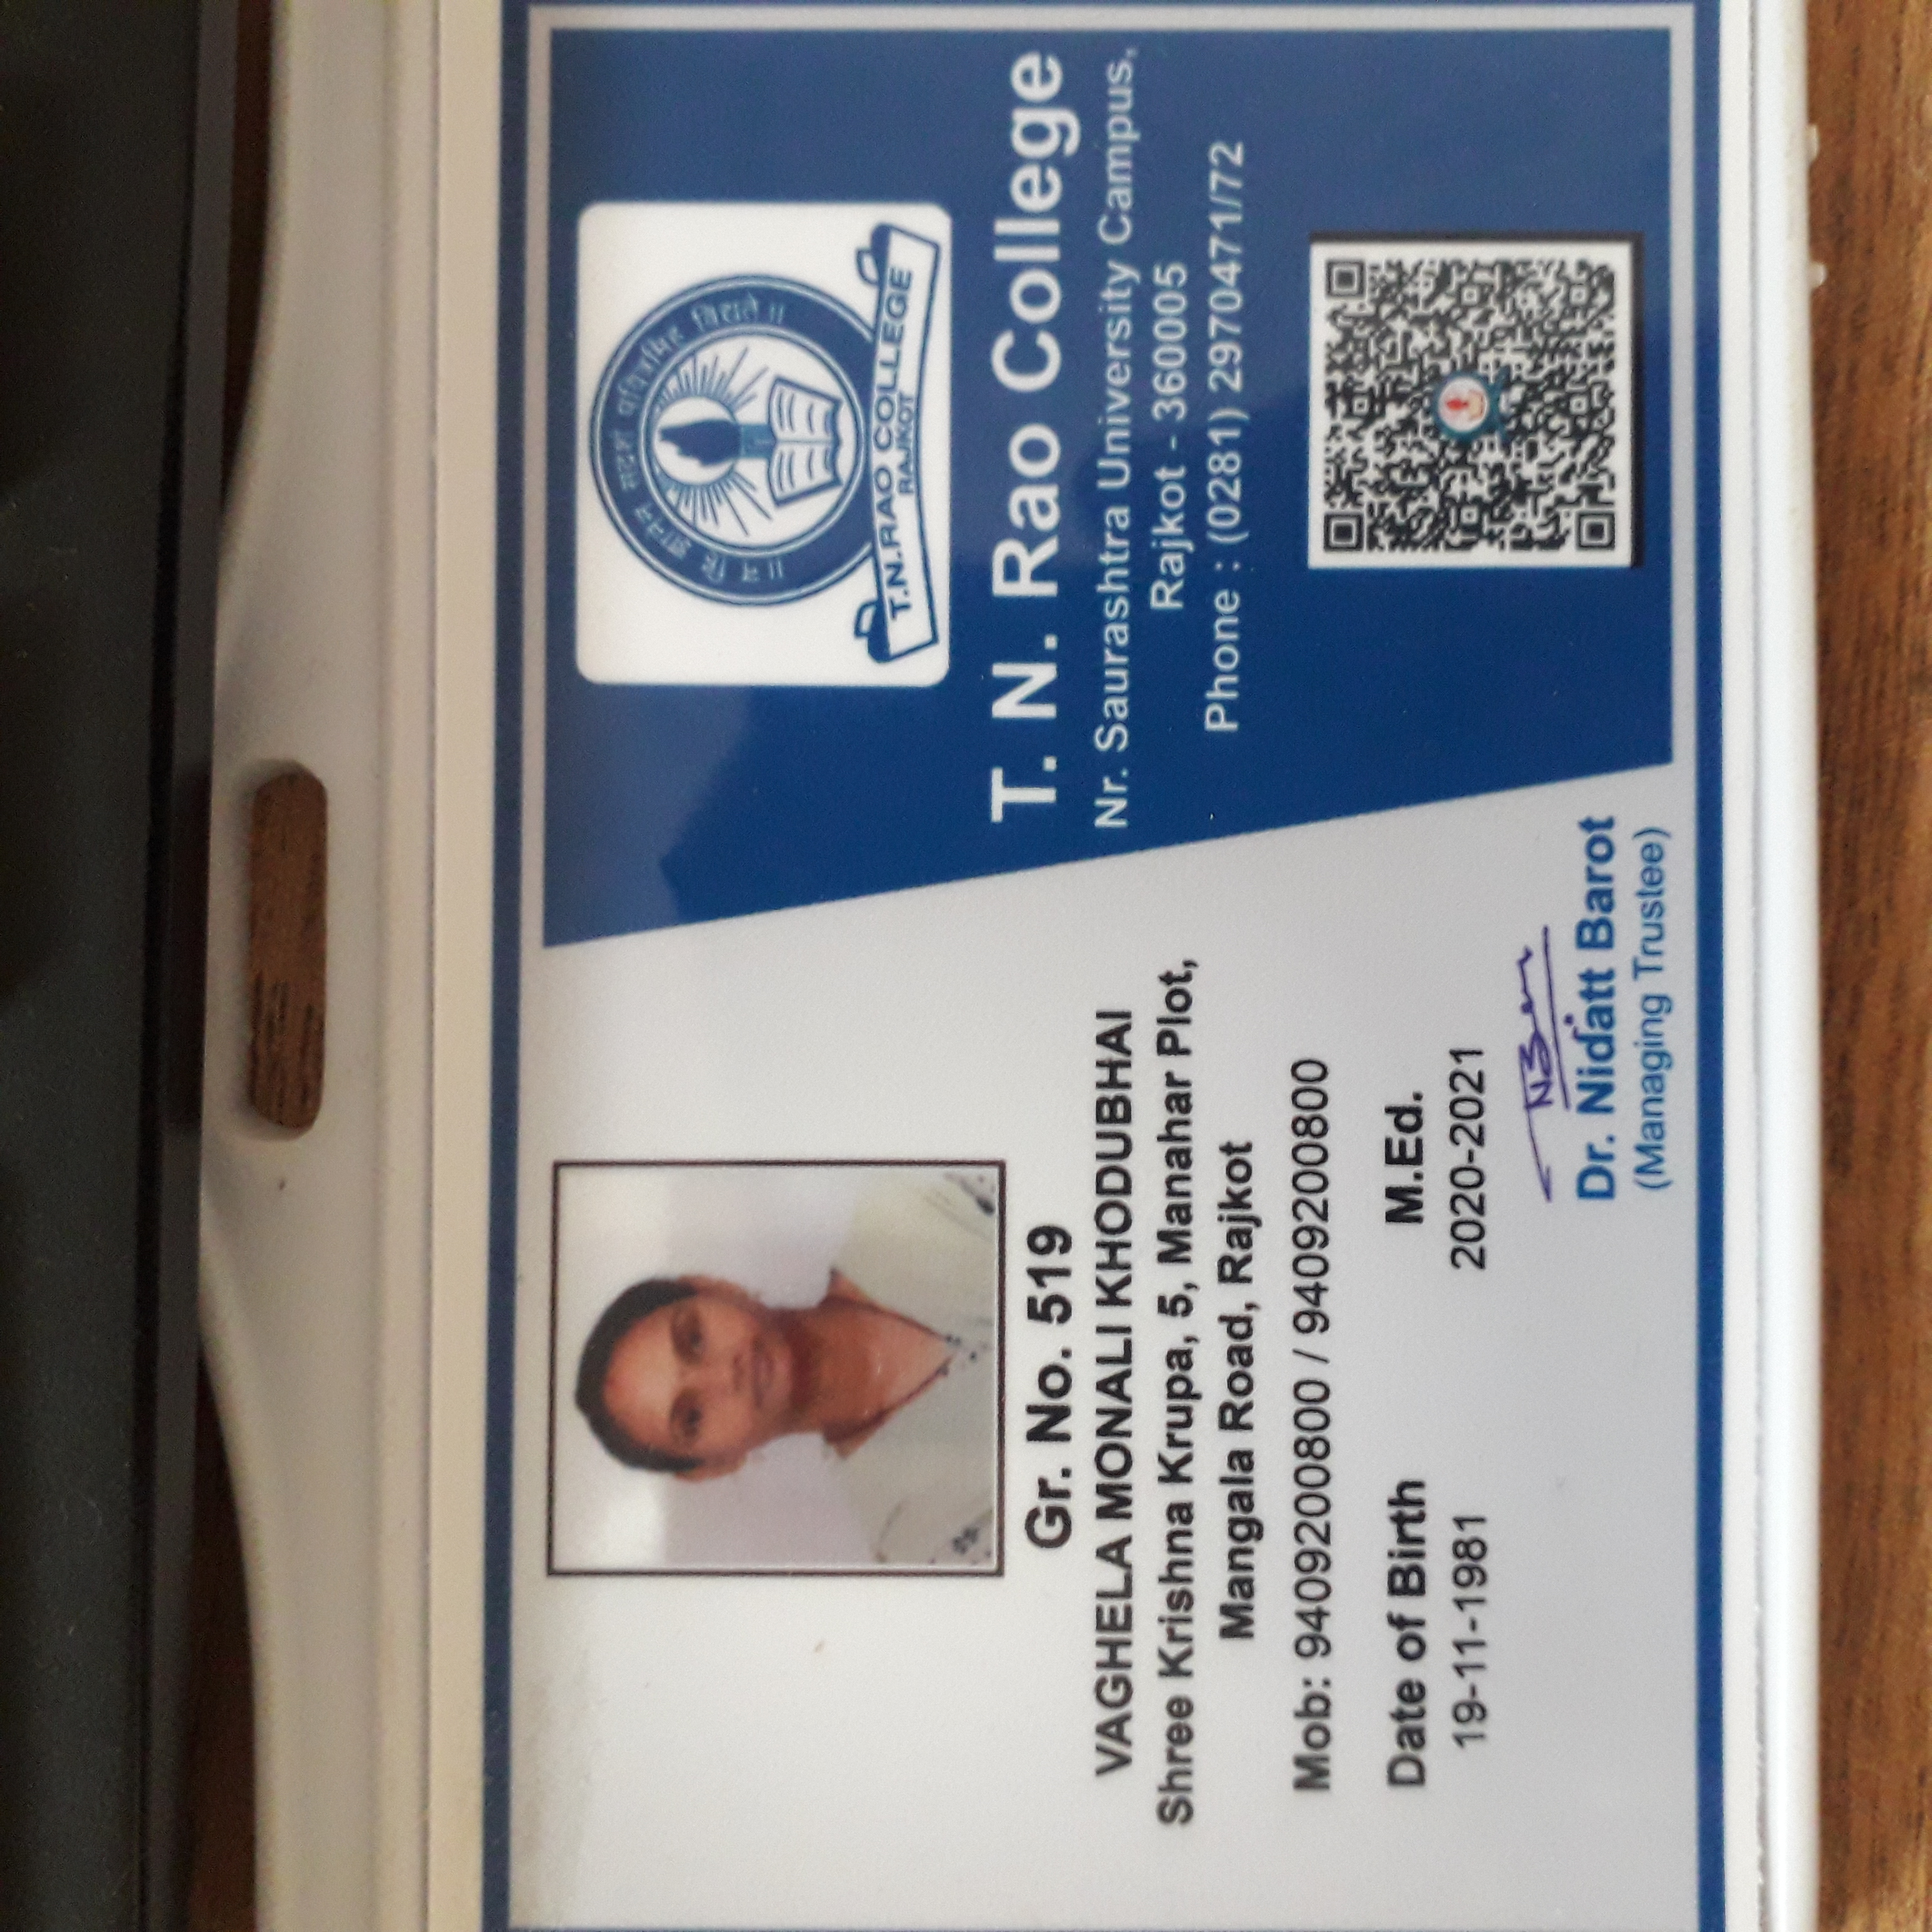 Gr. No. 519
VAGHELA MONALI KHODUBHAI
Shree Krishna Krupa, 5, Manahar Plot,
Mangala Road, Rajkot
Mob: 9409200800 / 9409200800
Date of Birth
19-11-1981
M.Ed.
2020-2021
Dr. Nidatt Barot
(Managing Trustee)
॥ न हि ज्ञानेन सदृशं पवित्रमिह विद्यते ॥
T.N.RAO COLLEGE
RAJKOT
T. N. Rao College
Nr. Saurashtra University Campus,
Rajkot - 360005
Phone : (0281) 2970471/72